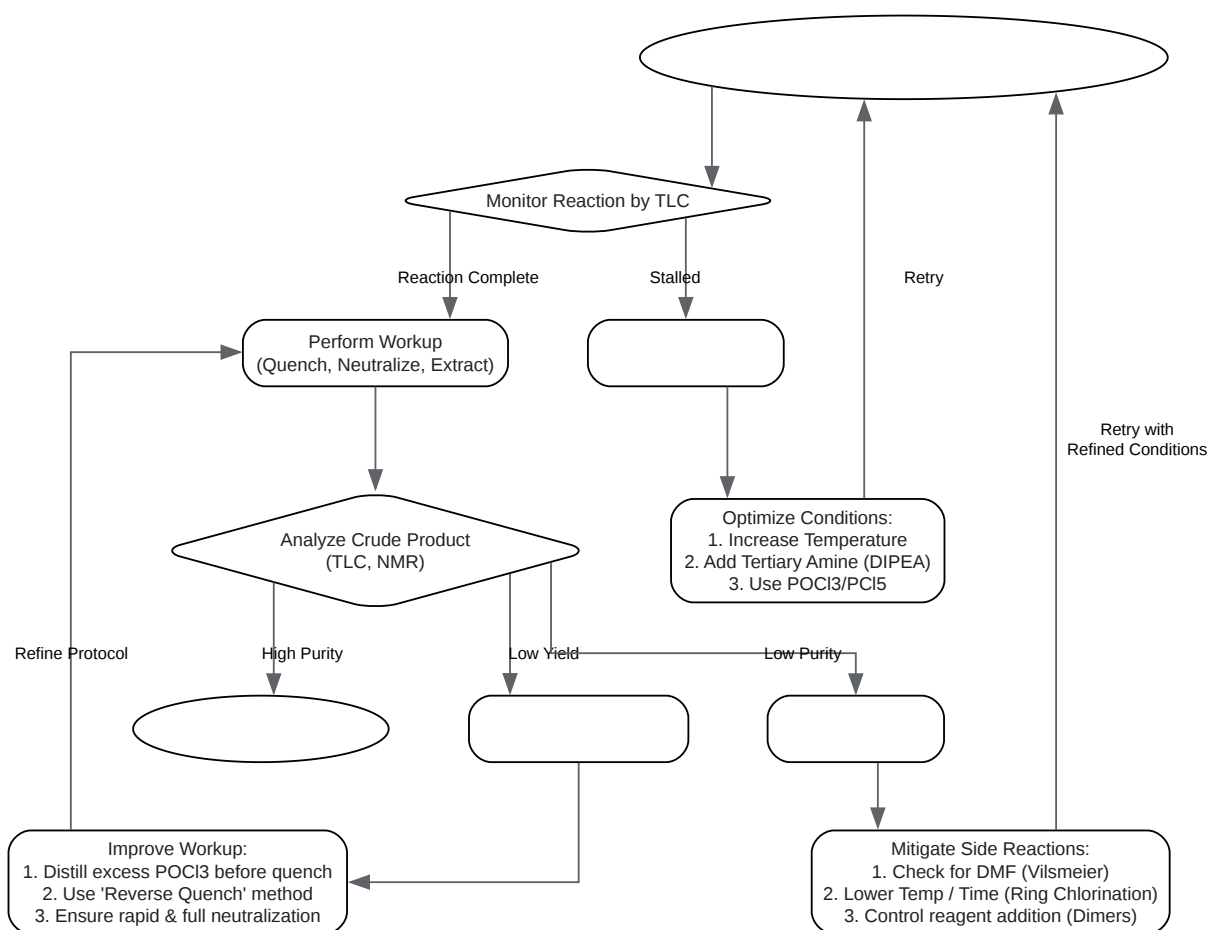 Monitor Reaction by TLC
Reaction Complete
Stalled
Retry
Perform Workup
(Quench, Neutralize, Extract)
Retry with
Refined Conditions
Optimize Conditions:
1. Increase Temperature
2. Add Tertiary Amine (DIPEA)
3. Use POCl3/PCl5
Analyze Crude Product
(TLC, NMR)
Refine Protocol
High Purity
Low Yield
Low Purity
Improve Workup:
1. Distill excess POCl3 before quench
2. Use 'Reverse Quench' method
3. Ensure rapid & full neutralization
Mitigate Side Reactions:
1. Check for DMF (Vilsmeier)
2. Lower Temp / Time (Ring Chlorination)
3. Control reagent addition (Dimers)